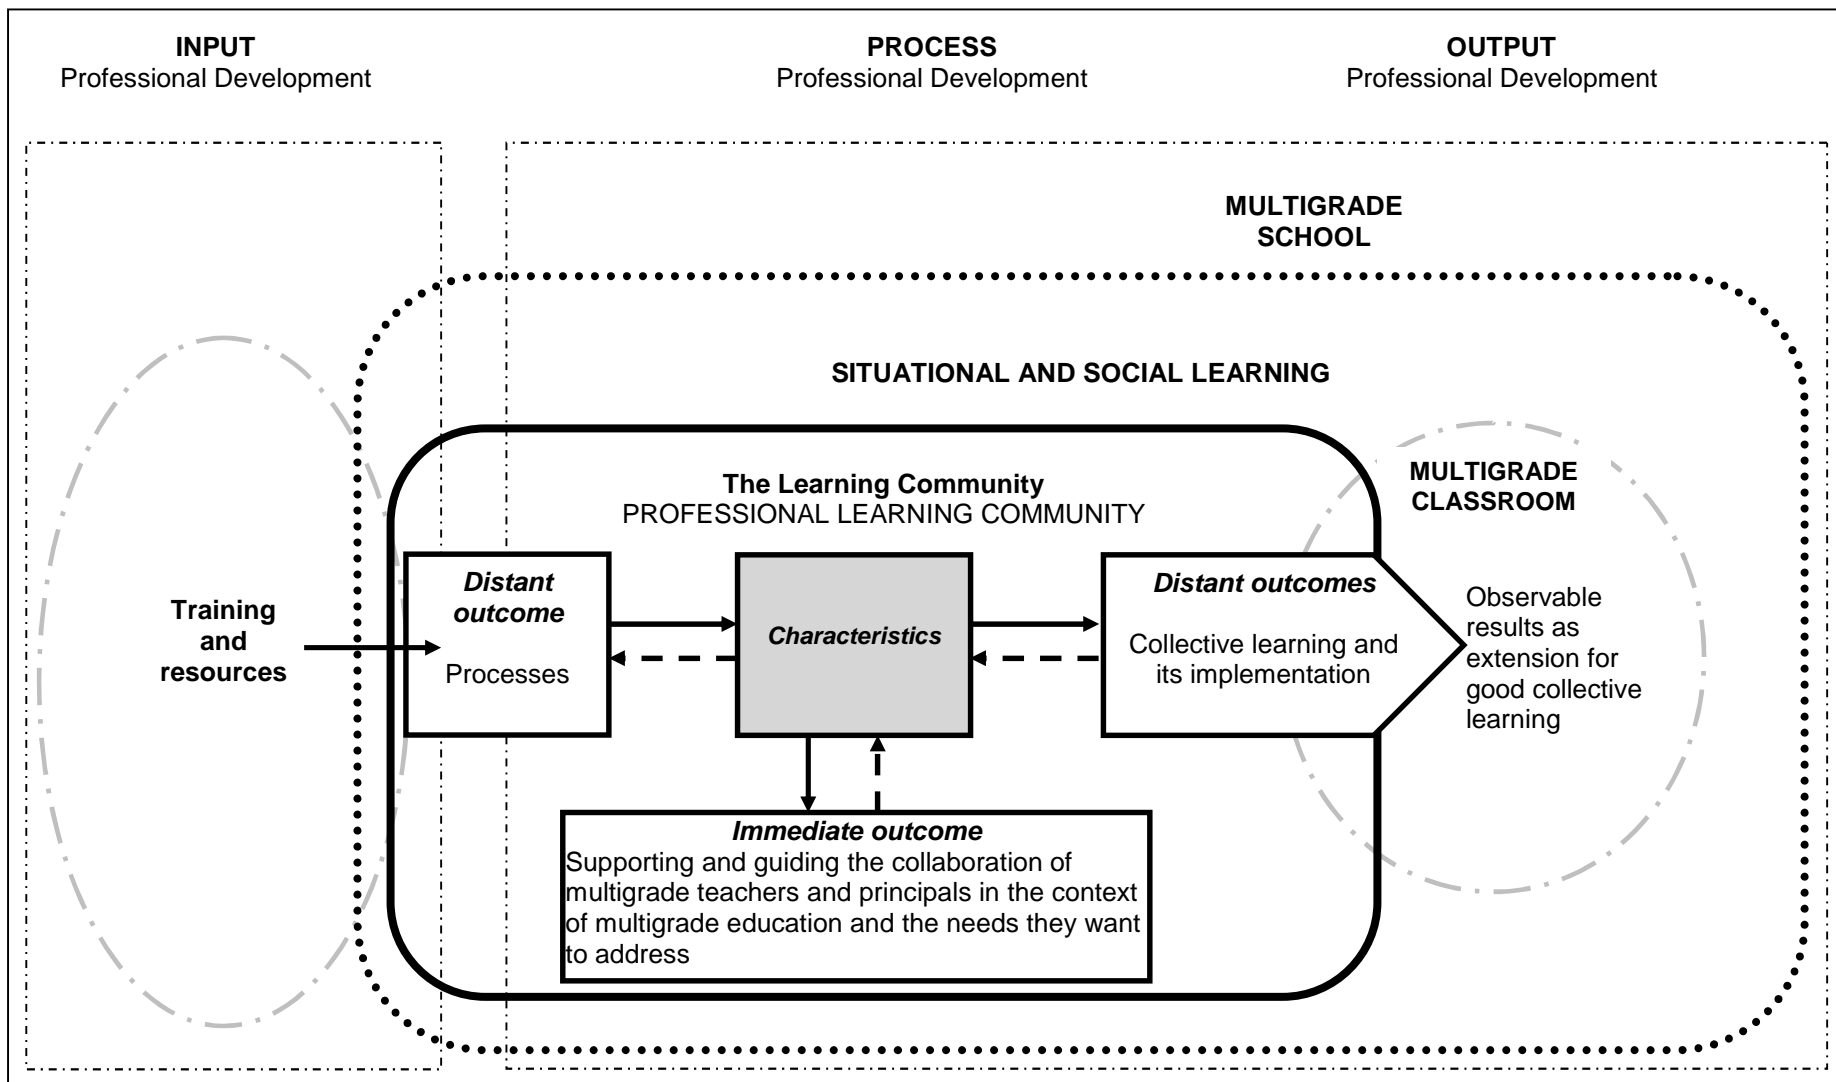 INPUT
Professional Development
PROCESS
Professional Development
OUTPUT
Professional Development
MULTIGRADE
SCHOOL
SITUATIONAL AND SOCIAL LEARNING
The Learning Community
PROFESSIONAL LEARNING COMMUNITY
MULTIGRADE
CLASSROOM
Training
and
resources
Distant
outcome
Processes
Characteristics
Distant outcomes
Collective learning and
its implementation
Observable
results as
extension for
good collective
learning
Immediate outcome
Supporting and guiding the collaboration of
multigrade teachers and principals in the context
of multigrade education and the needs they want
to address